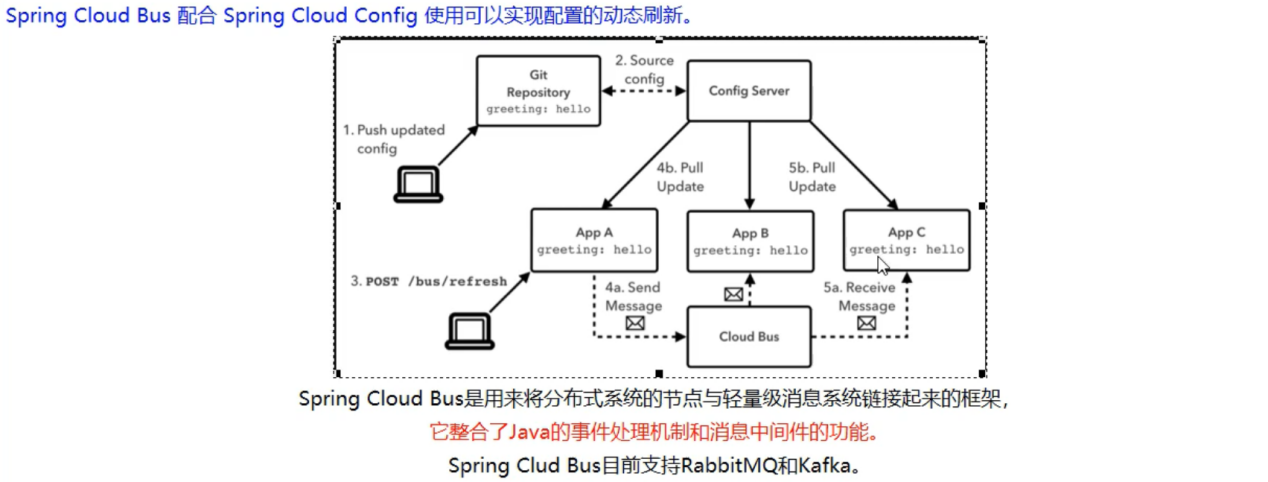 Spring Cloud Bus 配合 Spring Cloud Config 使用可以实现配置的动态刷新。
Git
Repository
greeting: hello
2. Source
config
Config Server
1. Push updated
config
4b. Pull
Update
5b. Pull
Update
App A
greeting: hello
App B
greeting: hello
App C
greeting: hello
3. POST /bus/refresh
4a. Send
Message
5a. Receive
Message
Cloud Bus
Spring Cloud Bus是用来将分布式系统的节点与轻量级消息系统链接起来的框架，
它整合了Java的事件处理机制和消息中间件的功能。
Spring Clud Bus目前支持RabbitMQ和Kafka。